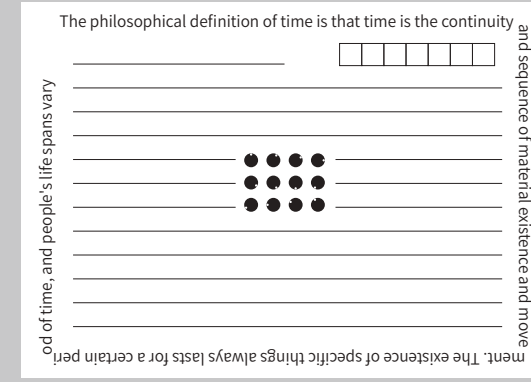 The philosophical definition of time is that time is the continuity
and sequence of material existence and move
ment. The existence of specific things always lasts for a certain peri
od of time, and people's life spans vary